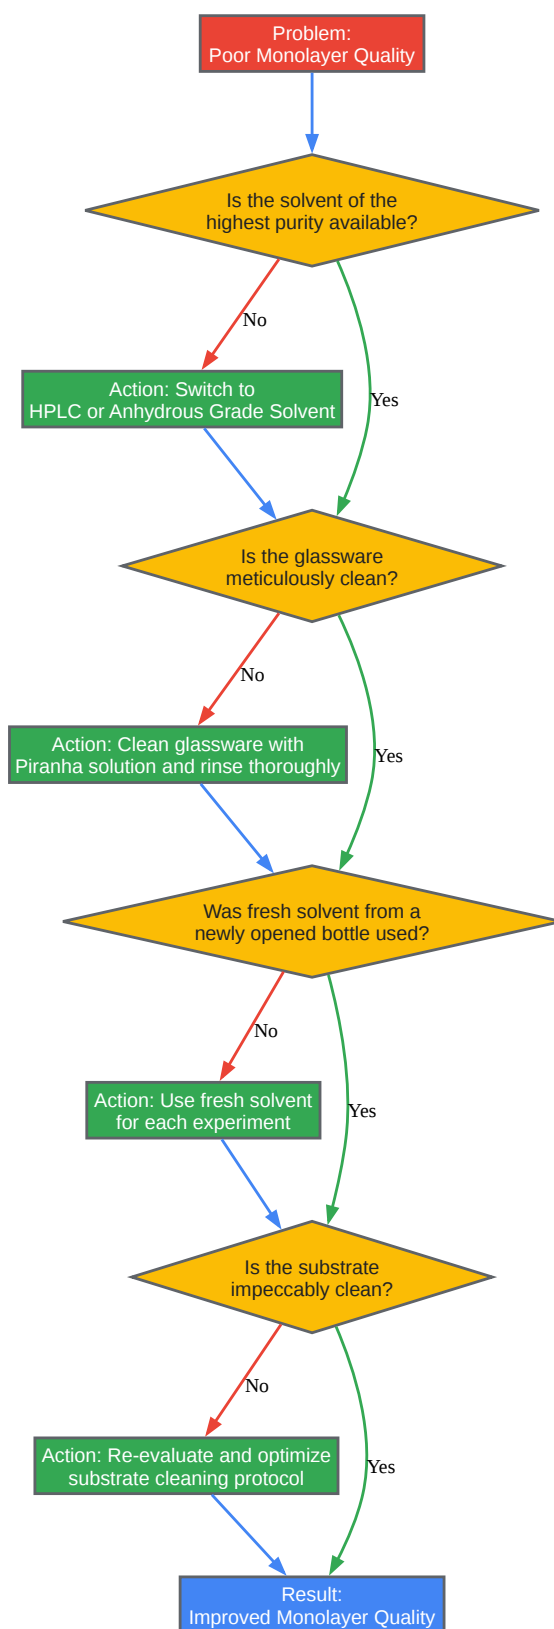 Problem:
Poor Monolayer Quality
Is the solvent of the
highest purity available?
No
Action: Switch to
HPLC or Anhydrous Grade Solvent
Yes
Is the glassware
meticulously clean?
No
Action: Clean glassware with
Piranha solution and rinse thoroughly
Yes
Was fresh solvent from a
newly opened bottle used?
No
Action: Use fresh solvent
for each experiment
Yes
Is the substrate
impeccably clean?
No
Action: Re-evaluate and optimize
substrate cleaning protocol
Yes
Result:
Improved Monolayer Quality